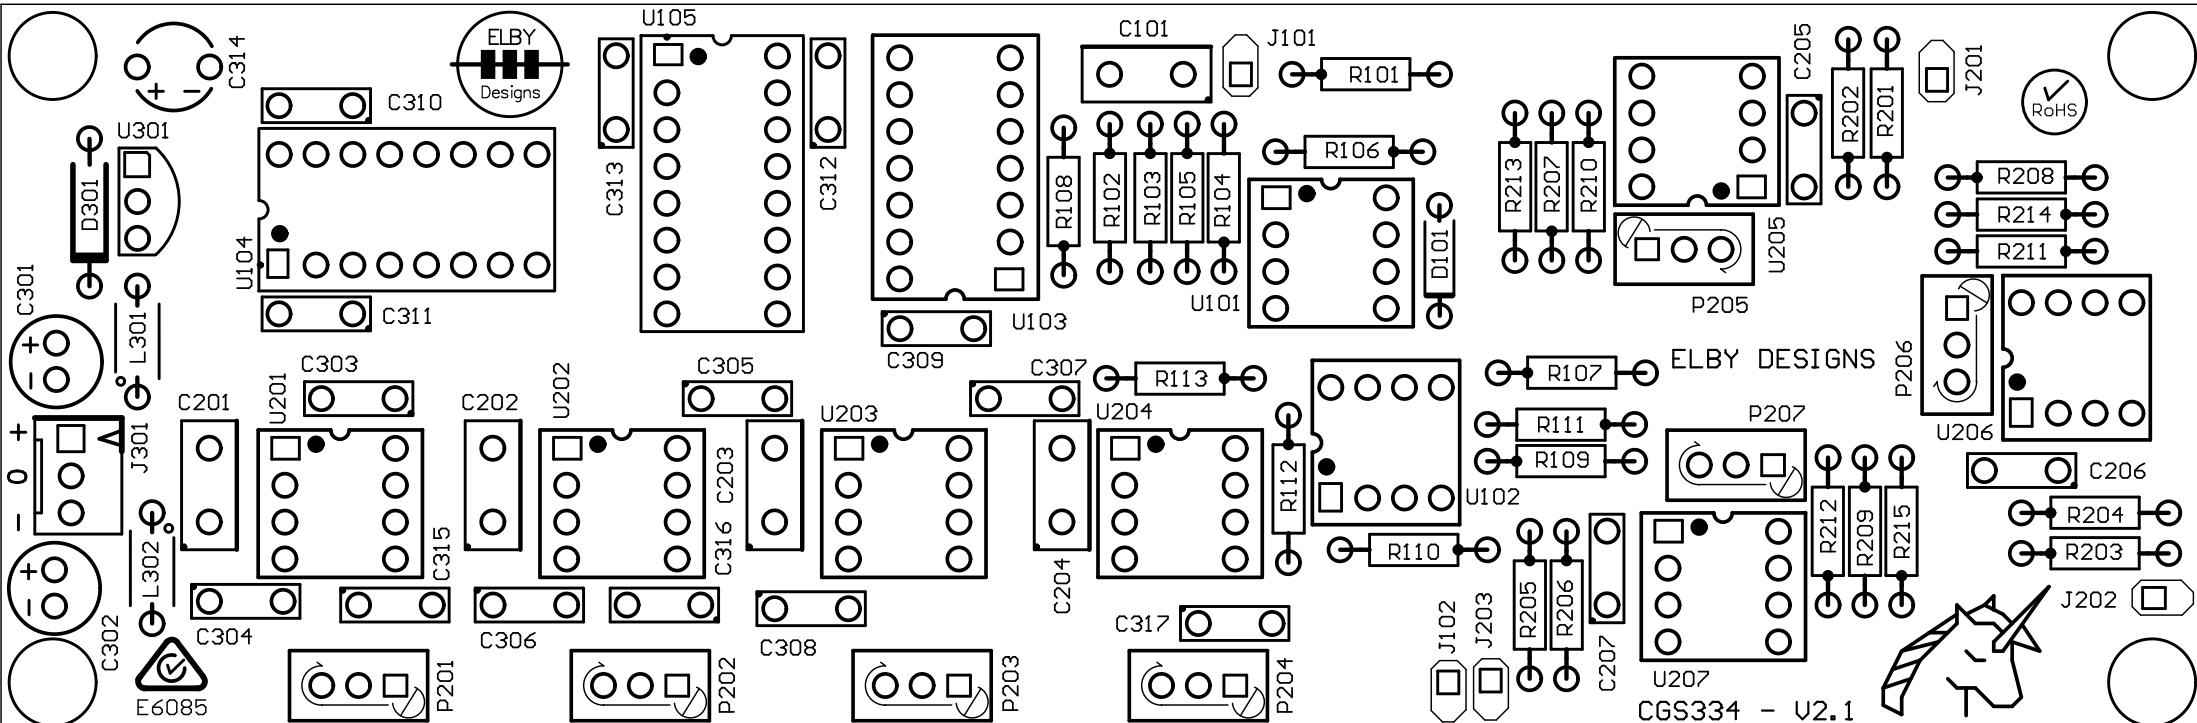 U105
ELBY
Designs
C314
C310
C313
C312
C101
J101
R101
C205
R202
R201
J201
RoHS
U301
D301
U104
C311
R108
R102
R103
R105
R104
R106
U101
D101
R213
R207
R210
U205
P205
R208
R214
R211
C301
L301
U103
C309
C303
U201
C305
U202
C307
R113
R107
ELBY DESIGNS
P206
U206
C201
C202
U203
U204
R111
P207
R109
U102
+
0
-
J301
C203
R112
C206
R204
R203
R212
R209
R215
L302
C315
C316
C204
R110
C302
C304
C306
C308
C317
J102
J203
R205
R206
C207
U207
J202
E6085
P201
P202
P203
P204
CGS334 - V2.1
+ -
+
-
+
-